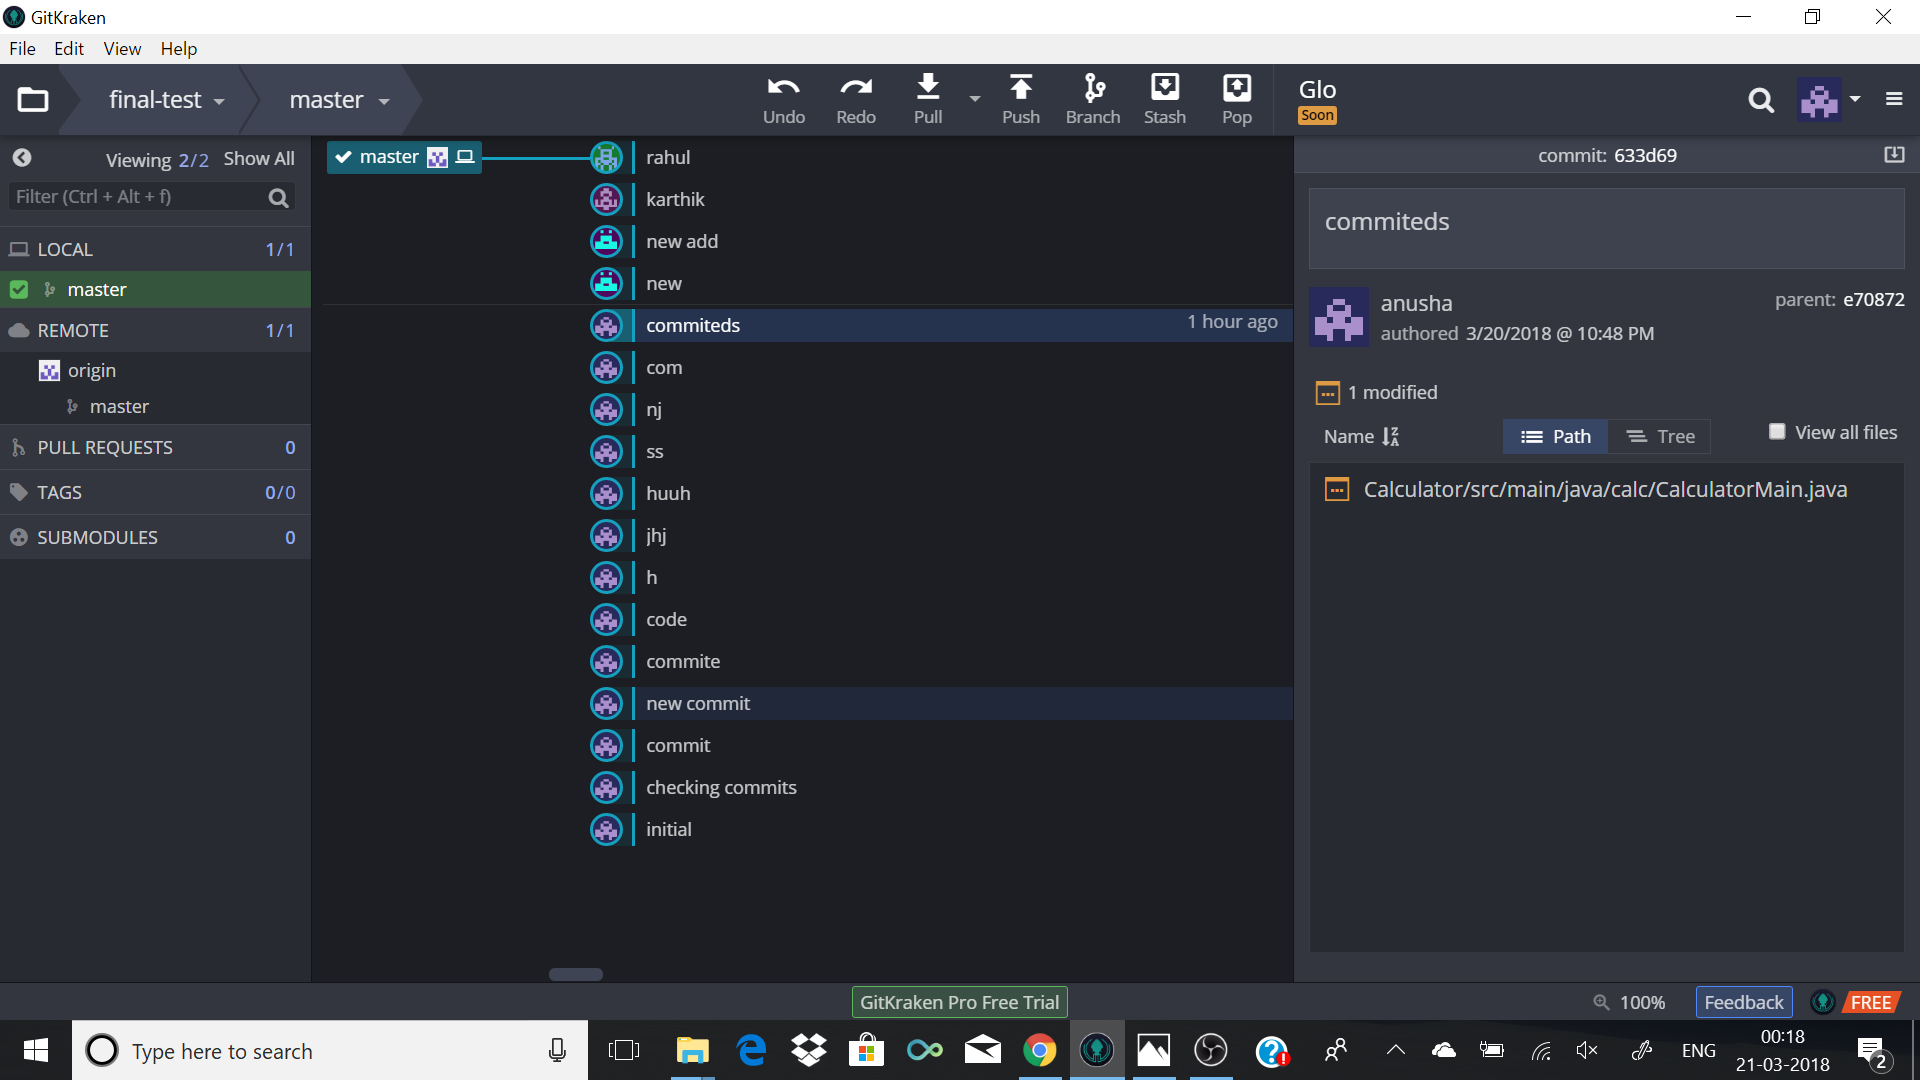 GitKraken
File Edit View Help
final-test master Undo Redo Pull Push Branch Stash Pop Glo Soon
Viewing 2/2 Show All
Filter (Ctrl + Alt + f)
LOCAL 1/1
master
REMOTE 1/1
origin
master
PULL REQUESTS 0
TAGS 0/0
SUBMODULES 0
master rahul
karthik
new add
new
commiteds 1 hour ago
com
nj
ss
huuh
jhj
h
code
commite
new commit
commit
checking commits
initial
commit: 633d69
commiteds
anusha parent: e70872
authored 3/20/2018 @ 10:48 PM
1 modified
Name Path Tree View all files
Calculator/src/main/java/calc/CalculatorMain.java
GitKraken Pro Free Trial 100% Feedback FREE
Type here to search ENG 00:18
21-03-2018 2